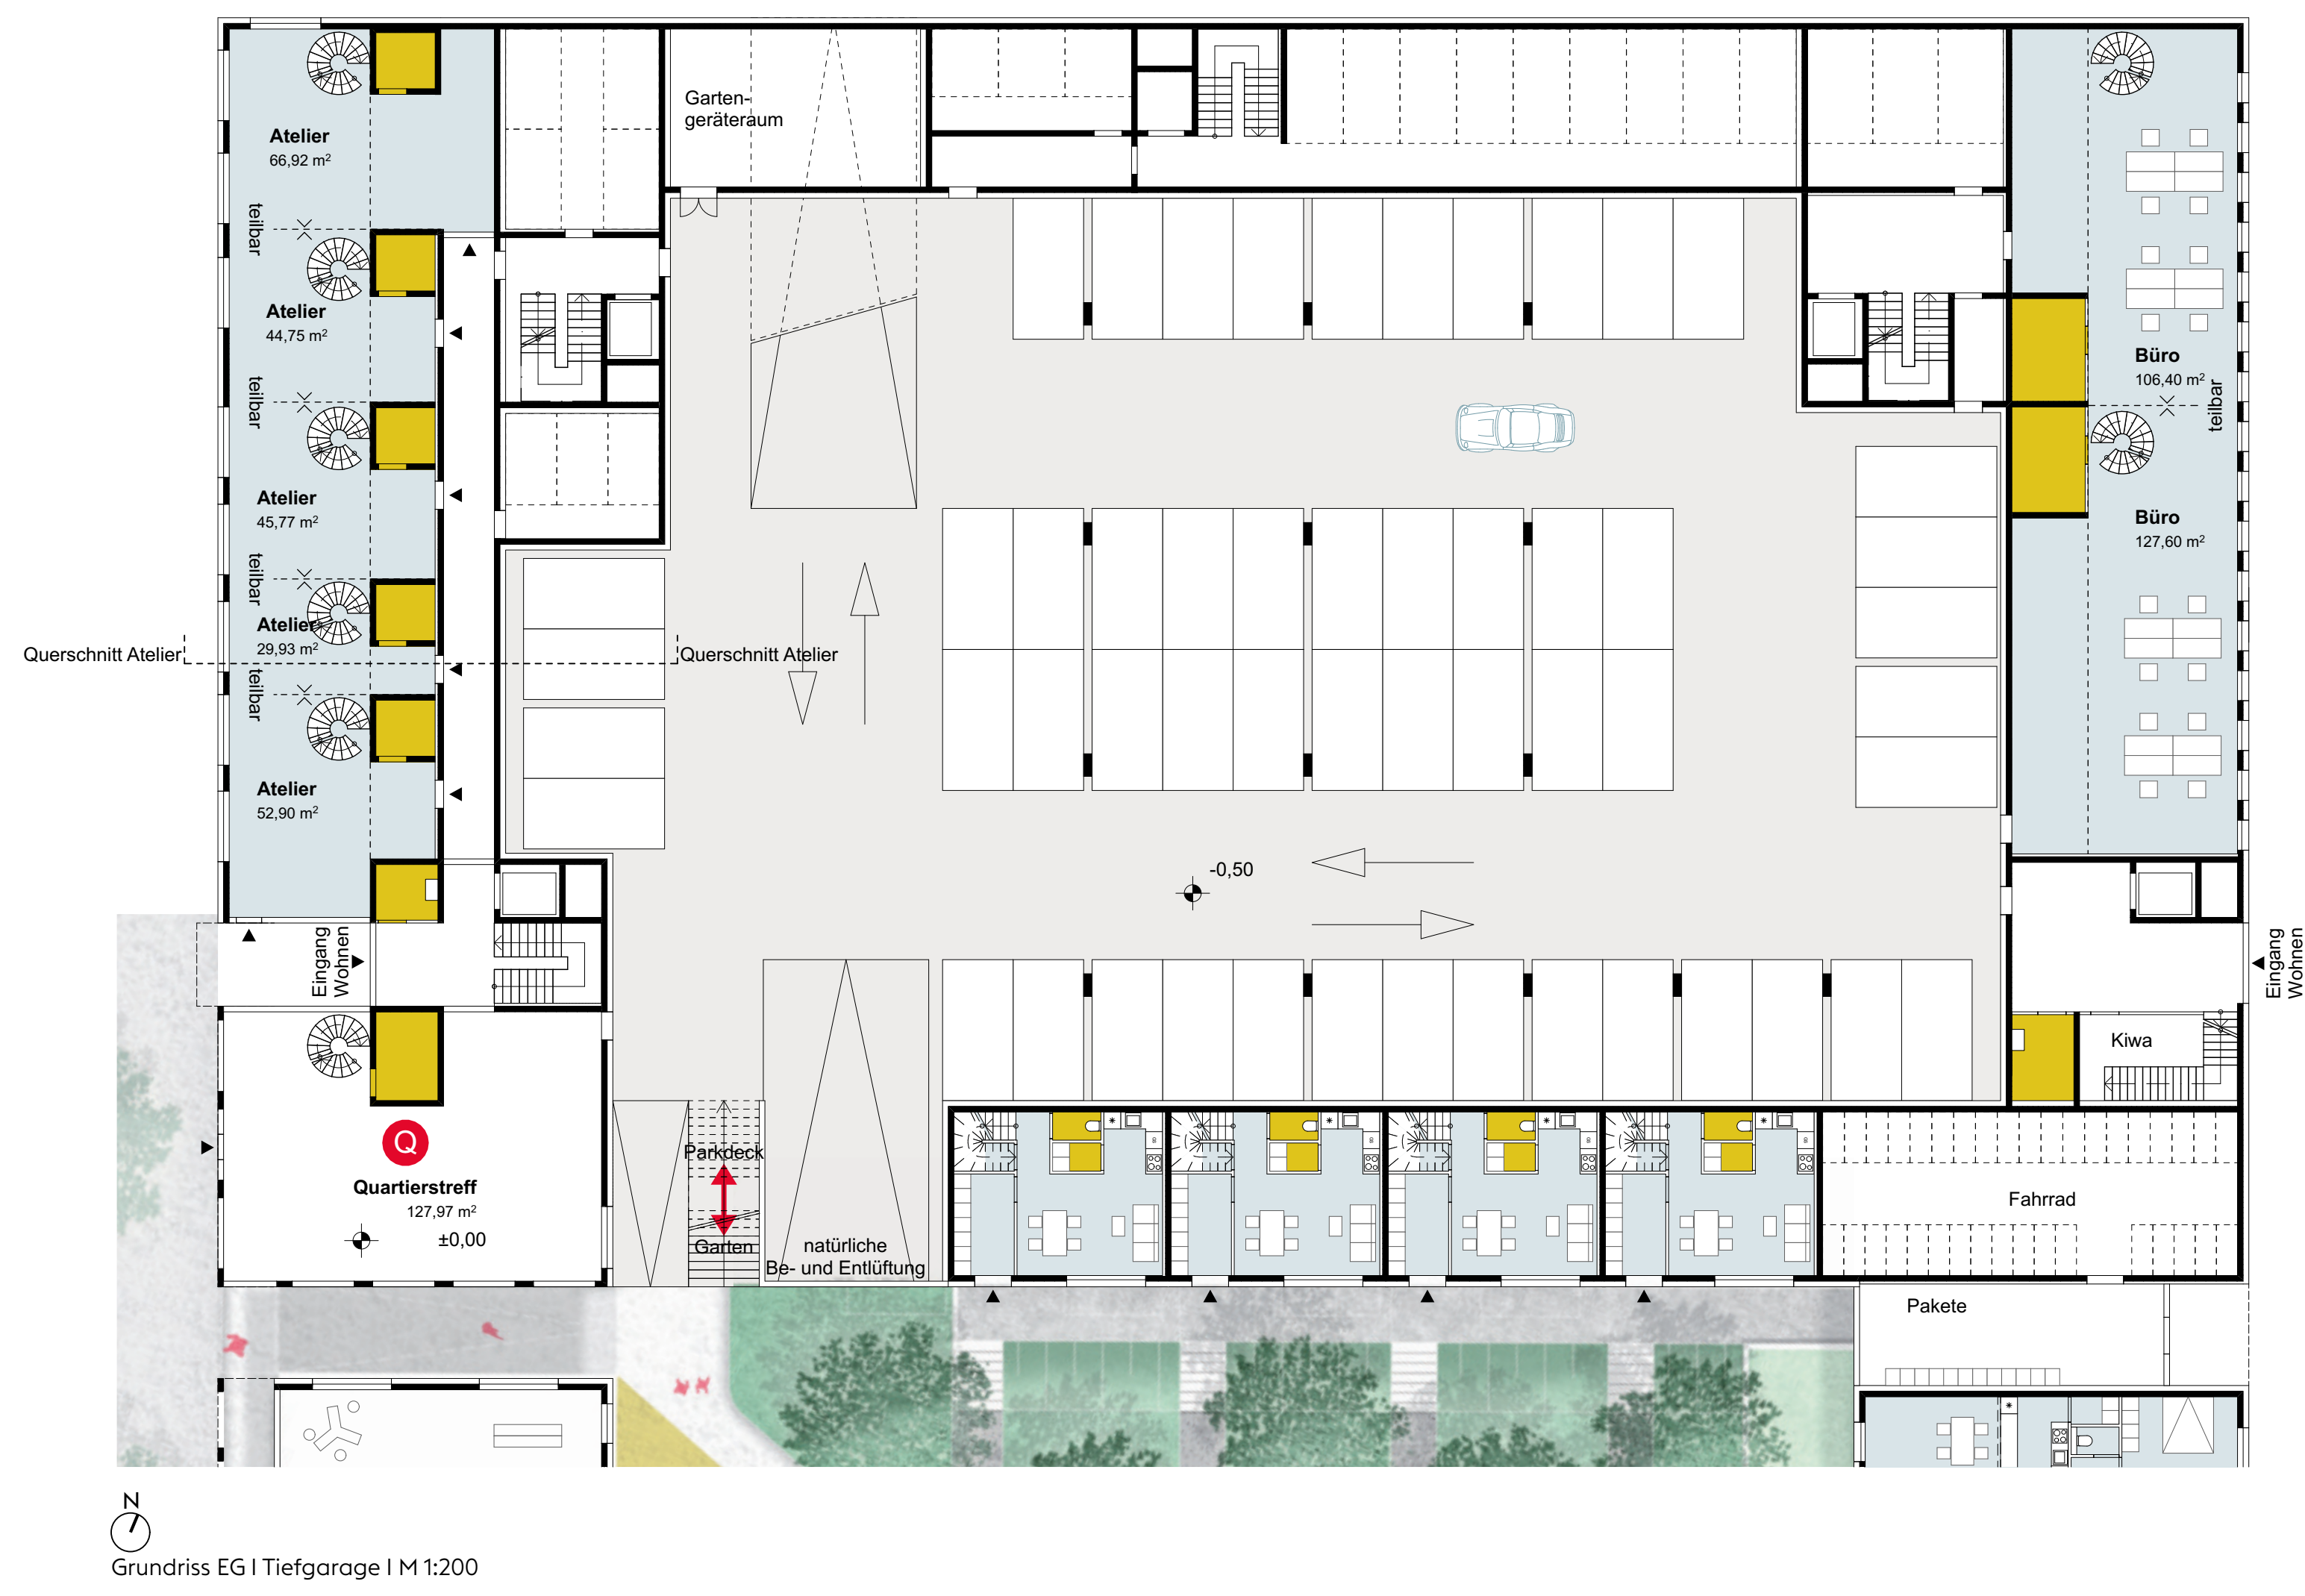 Garten-
geräteraum
Atelier
66,92 m²
teilbar
Atelier
44,75 m²
teilbar
Atelier
45,77 m²
teilbar
Atelier
29,93 m²
teilbar
Querschnitt Atelier
Querschnitt Atelier
Atelier
52,90 m²
Büro
106,40 m²
teilbar
Büro
127,60 m²
-0,50
Eingang
Wohnen
Eingang
Wohnen
Kiwa
Q
Quartierstreff
127,97 m²
±0,00
Parkdeck
Garten
natürliche
Be- und Entlüftung
Fahrrad
Pakete
N
Grundriss EG I Tiefgarage I M 1:200